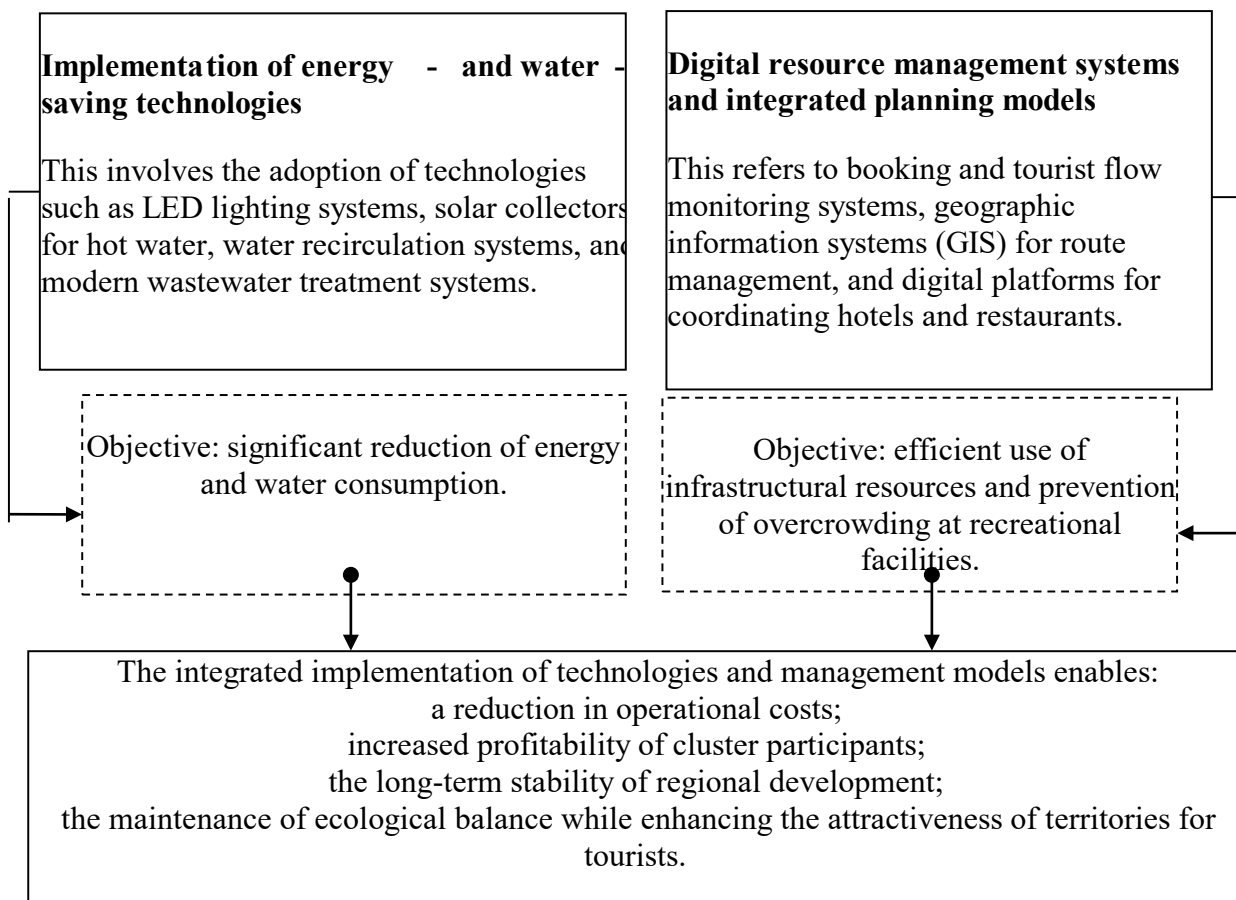 Implementation of energy - and water -
saving technologies
This involves the adoption of technologies
such as LED lighting systems, solar collectors
for hot water, water recirculation systems, and
modern wastewater treatment systems.
Digital resource management systems
and integrated planning models
This refers to booking and tourist flow
monitoring systems, geographic
information systems (GIS) for route
management, and digital platforms for
coordinating hotels and restaurants.
Objective: significant reduction of energy
and water consumption.
Objective: efficient use of
infrastructural resources and prevention
of overcrowding at recreational
facilities.
The integrated implementation of technologies and management models enables:
a reduction in operational costs;
increased profitability of cluster participants;
the long-term stability of regional development;
the maintenance of ecological balance while enhancing the attractiveness of territories for
tourists.